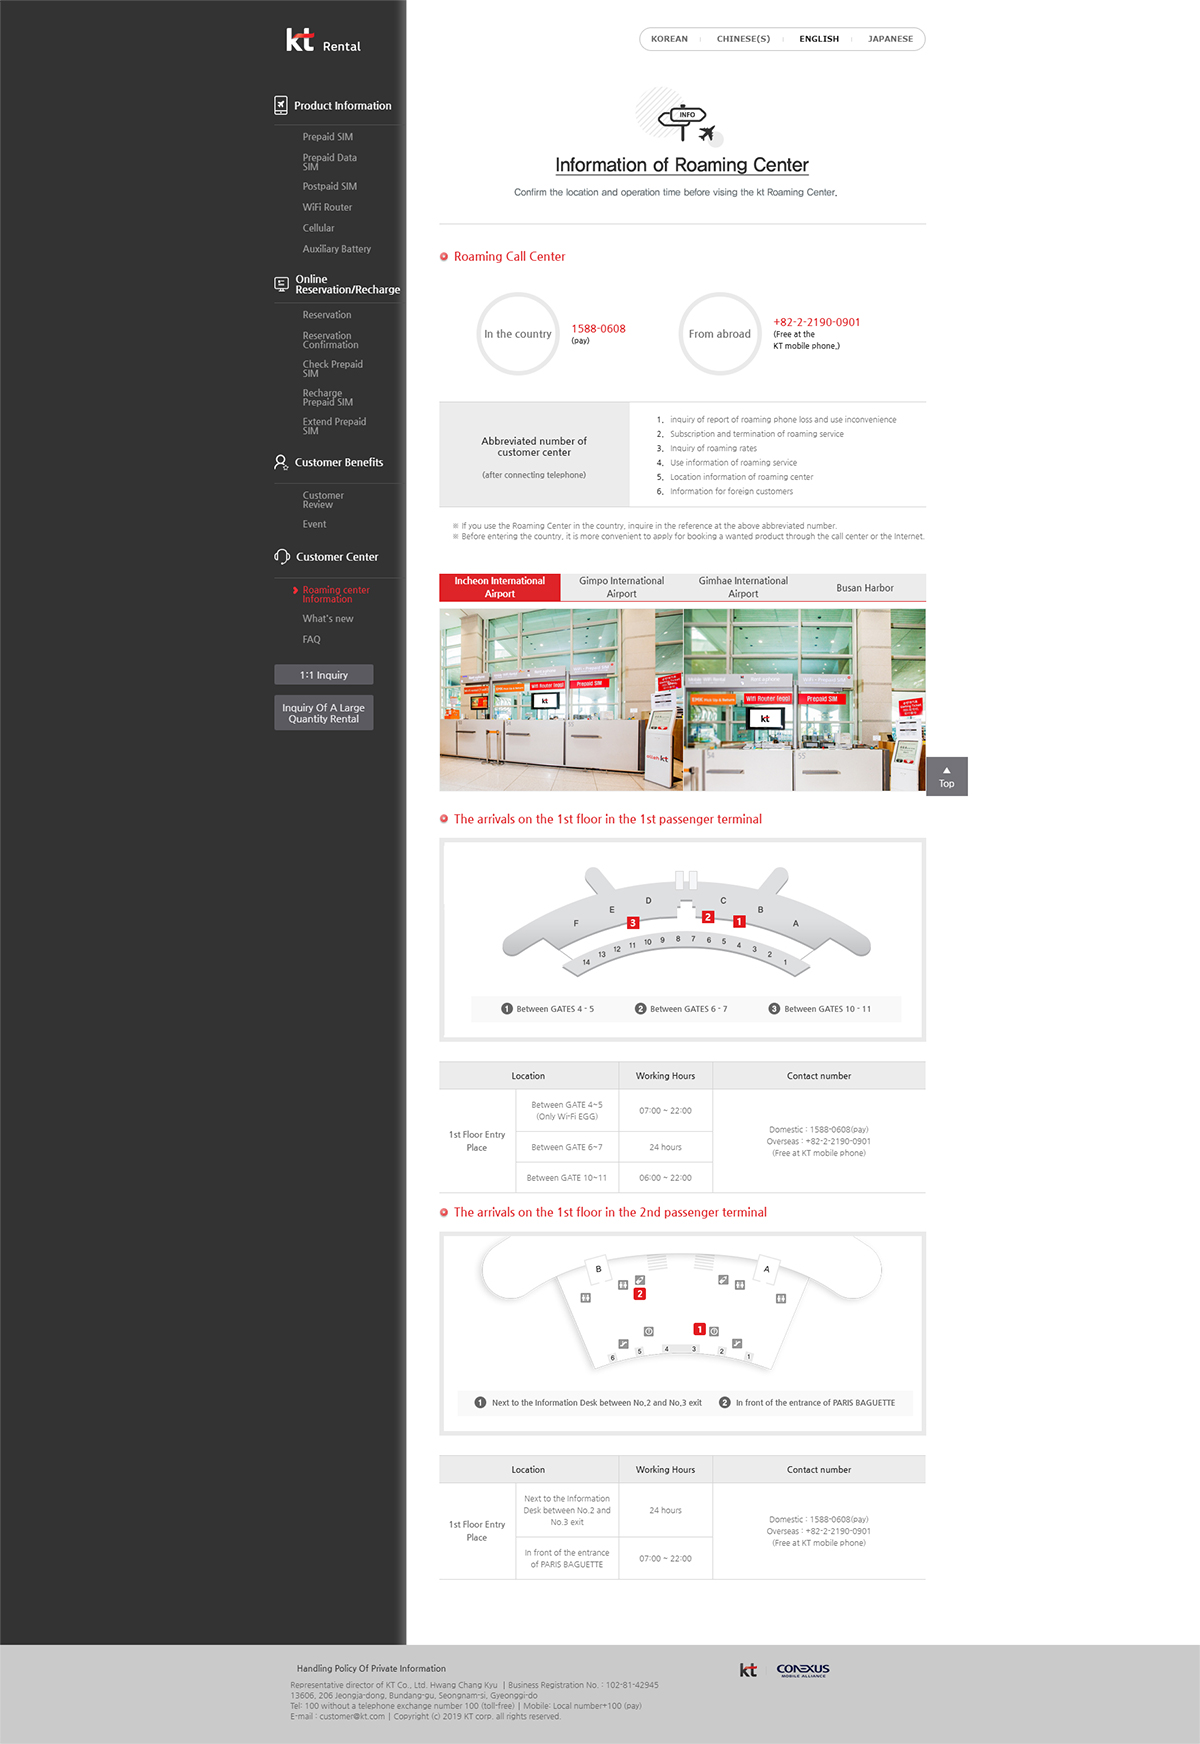 kt Rental
KOREAN
CHINESE(S)
ENGLISH
JAPANESE
Product Information
Prepaid SIM
Prepaid Data
SIM
Postpaid SIM
WiFi Router
Cellular
Auxiliary Battery
Online
Reservation/Recharge
Reservation
Reservation
Confirmation
Check Prepaid
SIM
Recharge
Prepaid SIM
Extend Prepaid
SIM
Customer Benefits
Customer
Review
Event
Customer Center
Roaming center
Information
What's new
FAQ
1:1 Inquiry
Inquiry Of A Large
Quantity Rental
INFO
Information of Roaming Center
Confirm the location and operation time before vising the kt Roaming Center.
Roaming Call Center
In the country
1588-0608
(pay)
From abroad
+82-2-2190-0901
(Free at the
KT mobile phone.)
Abbreviated number of
customer center
(after connecting telephone)
1. inquiry of report of roaming phone loss and use inconvenience
2. Subscription and termination of roaming service
3. Inquiry of roaming rates
4. Use information of roaming service
5. Location information of roaming center
6. Information for foreign customers
※ If you use the Roaming Center in the country, inquire in the reference at the above abbreviated number.
※ Before entering the country, it is more convenient to apply for booking a wanted product through the call center or the Internet.
Incheon International
Airport
Gimpo International
Airport
Gimhae International
Airport
Busan Harbor
Wifi Router (egg)
Prepaid SIM
kt
Wifi Router (egg)
Prepaid SIM
kt
Top
The arrivals on the 1st floor in the 1st passenger terminal
F E D C B A
3 2 1
14 13 12 11 10 9 8 7 6 5 4 3 2 1
1 Between GATES 4 - 5
2 Between GATES 6 - 7
3 Between GATES 10 - 11
Location
Working Hours
Contact number
1st Floor Entry
Place
Between GATE 4~5
(Only Wi-Fi EGG)
07:00 ~ 22:00
Between GATE 6~7
24 hours
Between GATE 10~11
06:00 ~ 22:00
Domestic : 1588-0608(pay)
Overseas : +82-2-2190-0901
(Free at KT mobile phone)
The arrivals on the 1st floor in the 2nd passenger terminal
B A
2
1
6 5 4 3 2 1
1 Next to the Information Desk between No.2 and No.3 exit
2 In front of the entrance of PARIS BAGUETTE
Location
Working Hours
Contact number
1st Floor Entry
Place
Next to the Information
Desk between No.2 and
No.3 exit
24 hours
In front of the entrance
of PARIS BAGUETTE
07:00 ~ 22:00
Domestic : 1588-0608(pay)
Overseas : +82-2-2190-0901
(Free at KT mobile phone)
Handling Policy Of Private Information
Representative director of KT Co., Ltd. Hwang Chang Kyu | Business Registration No. : 102-81-42945
13606, 206 Jeongja-dong, Bundang-gu, Seongnam-si, Gyeonggi-do
Tel: 100 without a telephone exchange number 100 (toll-free) | Mobile: Local number+100 (pay)
E-mail : customer@kt.com | Copyright (c) 2019 KT corp. all rights reserved.
kt
CONEXUS
MOBILE ALLIANCE